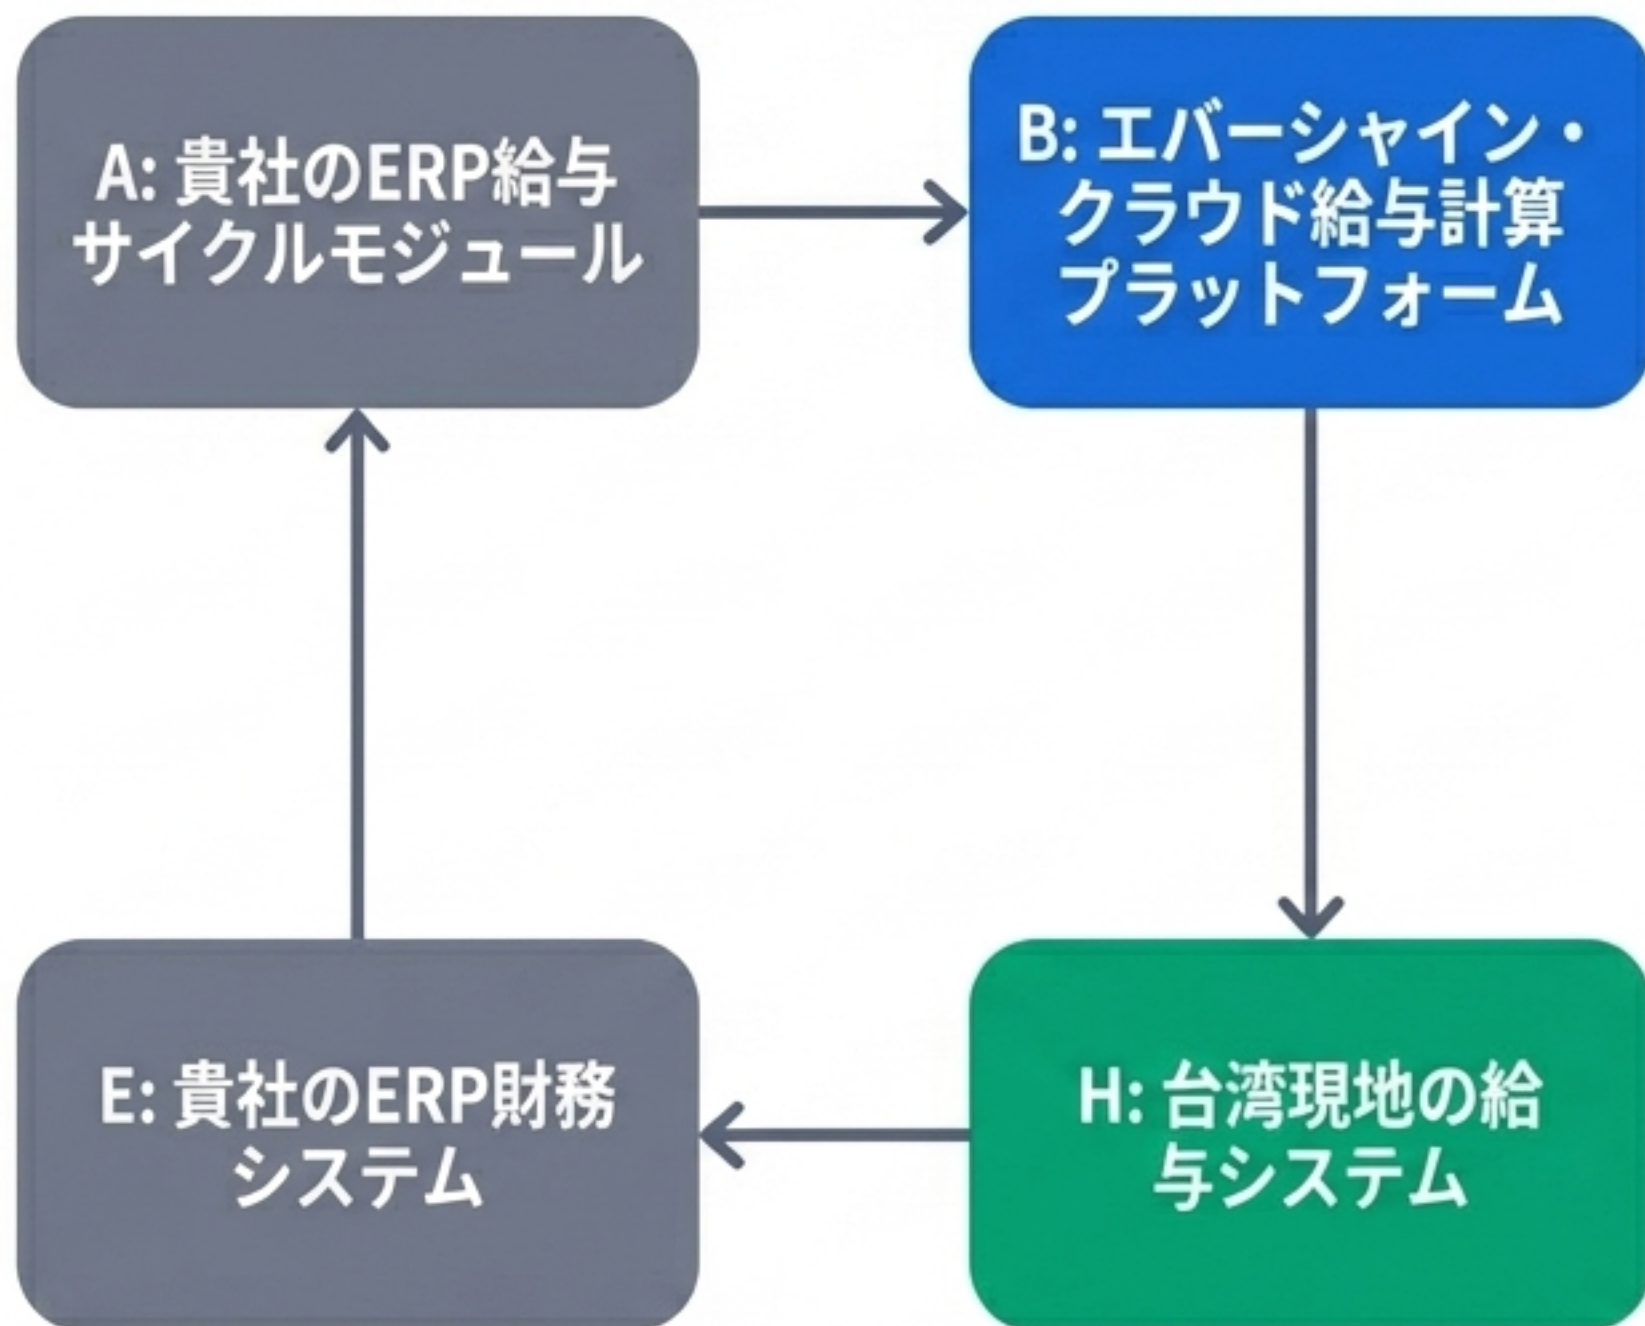 A: 貴社のERP給与
サイクルモジュール
B: エバーシャイン・
クラウド給与計算
プラットフォーム
E: 貴社のERP財務
システム
H: 台湾現地の給
与システム